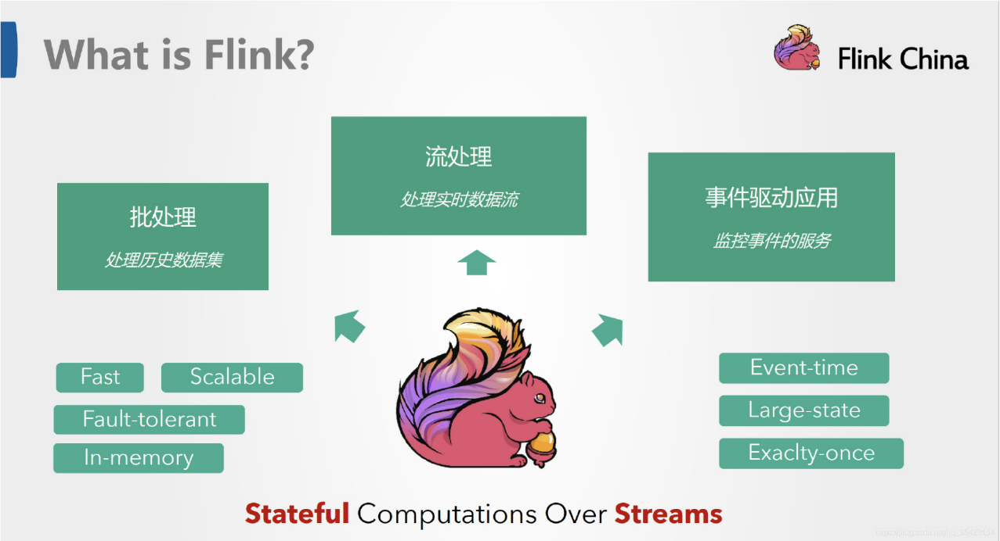 What is Flink?
Flink China
流处理
处理实时数据流
事件驱动应用
监控事件的服务
批处理
处理历史数据集
Fast
Scalable
Fault-tolerant
In-memory
Event-time
Large-state
Exaclty-once
Stateful Computations Over Streams